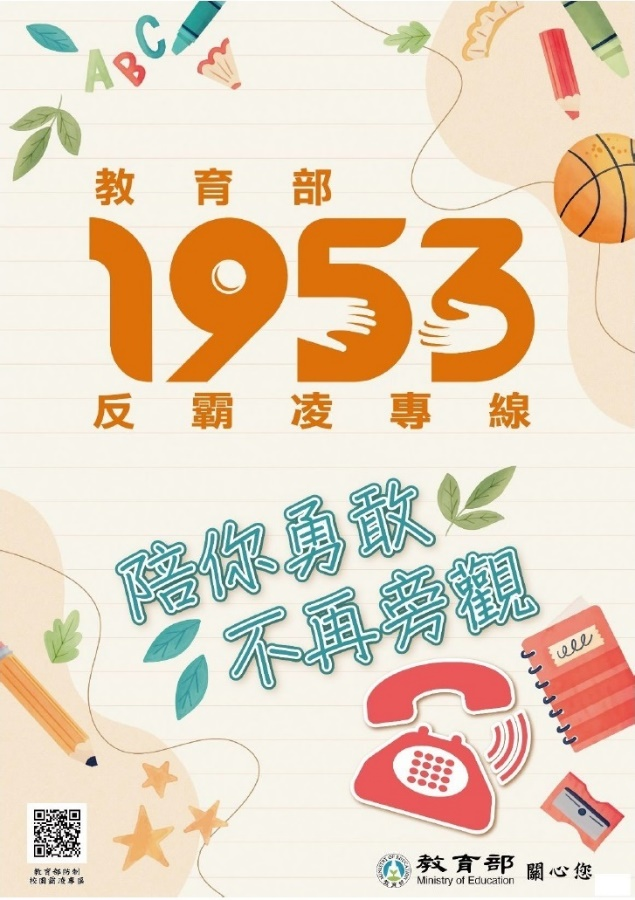 ABC
教育部
1953
反霸凌專線
陪你勇敢
不再旁觀
教育部防制
校園霸凌專區
教育部
Ministry of Education
關心您